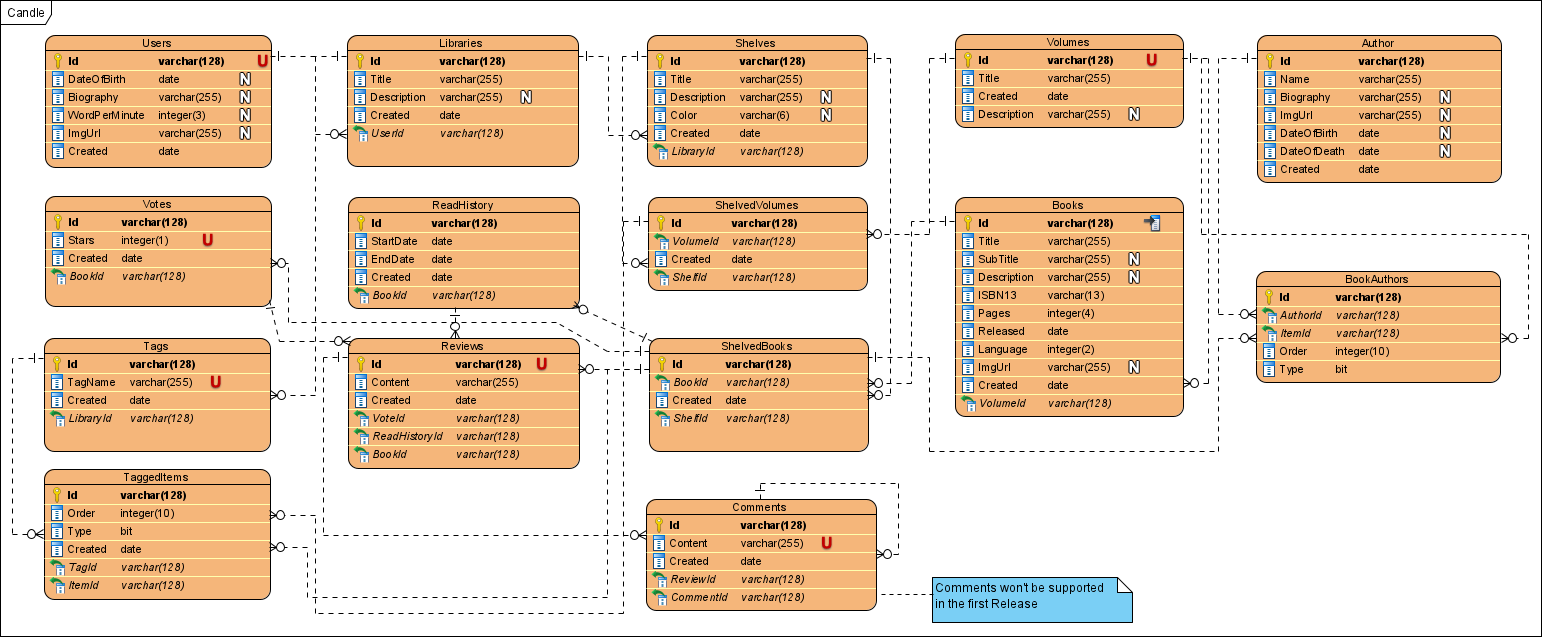 Candle
Users
Id varchar(128) U
DateOfBirth date N
Biography varchar(255) N
WordPerMinute integer(3) N
ImgUrl varchar(255) N
Created date
Libraries
Id varchar(128)
Title varchar(255)
Description varchar(255) N
Created date
UserId varchar(128)
Shelves
Id varchar(128)
Title varchar(255)
Description varchar(255) N
Color varchar(6) N
Created date
LibraryId varchar(128)
Volumes
Id varchar(128) U
Title varchar(255)
Created date
Description varchar(255) N
Author
Id varchar(128)
Name varchar(255)
Biography varchar(255) N
ImgUrl varchar(255) N
DateOfBirth date N
DateOfDeath date N
Created date
Votes
Id varchar(128)
Stars integer(1) U
Created date
BookId varchar(128)
ReadHistory
Id varchar(128)
StartDate date
EndDate date
Created date
BookId varchar(128)
ShelvedVolumes
Id varchar(128)
VolumeId varchar(128)
Created date
ShelfId varchar(128)
Books
Id varchar(128)
Title varchar(255)
SubTitle varchar(255) N
Description varchar(255) N
ISBN13 varchar(13)
Pages integer(4)
Released date
Language integer(2)
ImgUrl varchar(255) N
Created date
VolumeId varchar(128)
BookAuthors
Id varchar(128)
AuthorId varchar(128)
ItemId varchar(128)
Order integer(10)
Type bit
Tags
Id varchar(128)
TagName varchar(255) U
Created date
LibraryId varchar(128)
Reviews
Id varchar(128) U
Content varchar(255)
Created date
VoteId varchar(128)
ReadHistoryId varchar(128)
BookId varchar(128)
ShelvedBooks
Id varchar(128)
BookId varchar(128)
Created date
ShelfId varchar(128)
TaggedItems
Id varchar(128)
Order integer(10)
Type bit
Created date
TagId varchar(128)
ItemId varchar(128)
Comments
Id varchar(128)
Content varchar(255) U
Created date
ReviewId varchar(128)
CommentId varchar(128)
Comments won't be supported
in the first Release